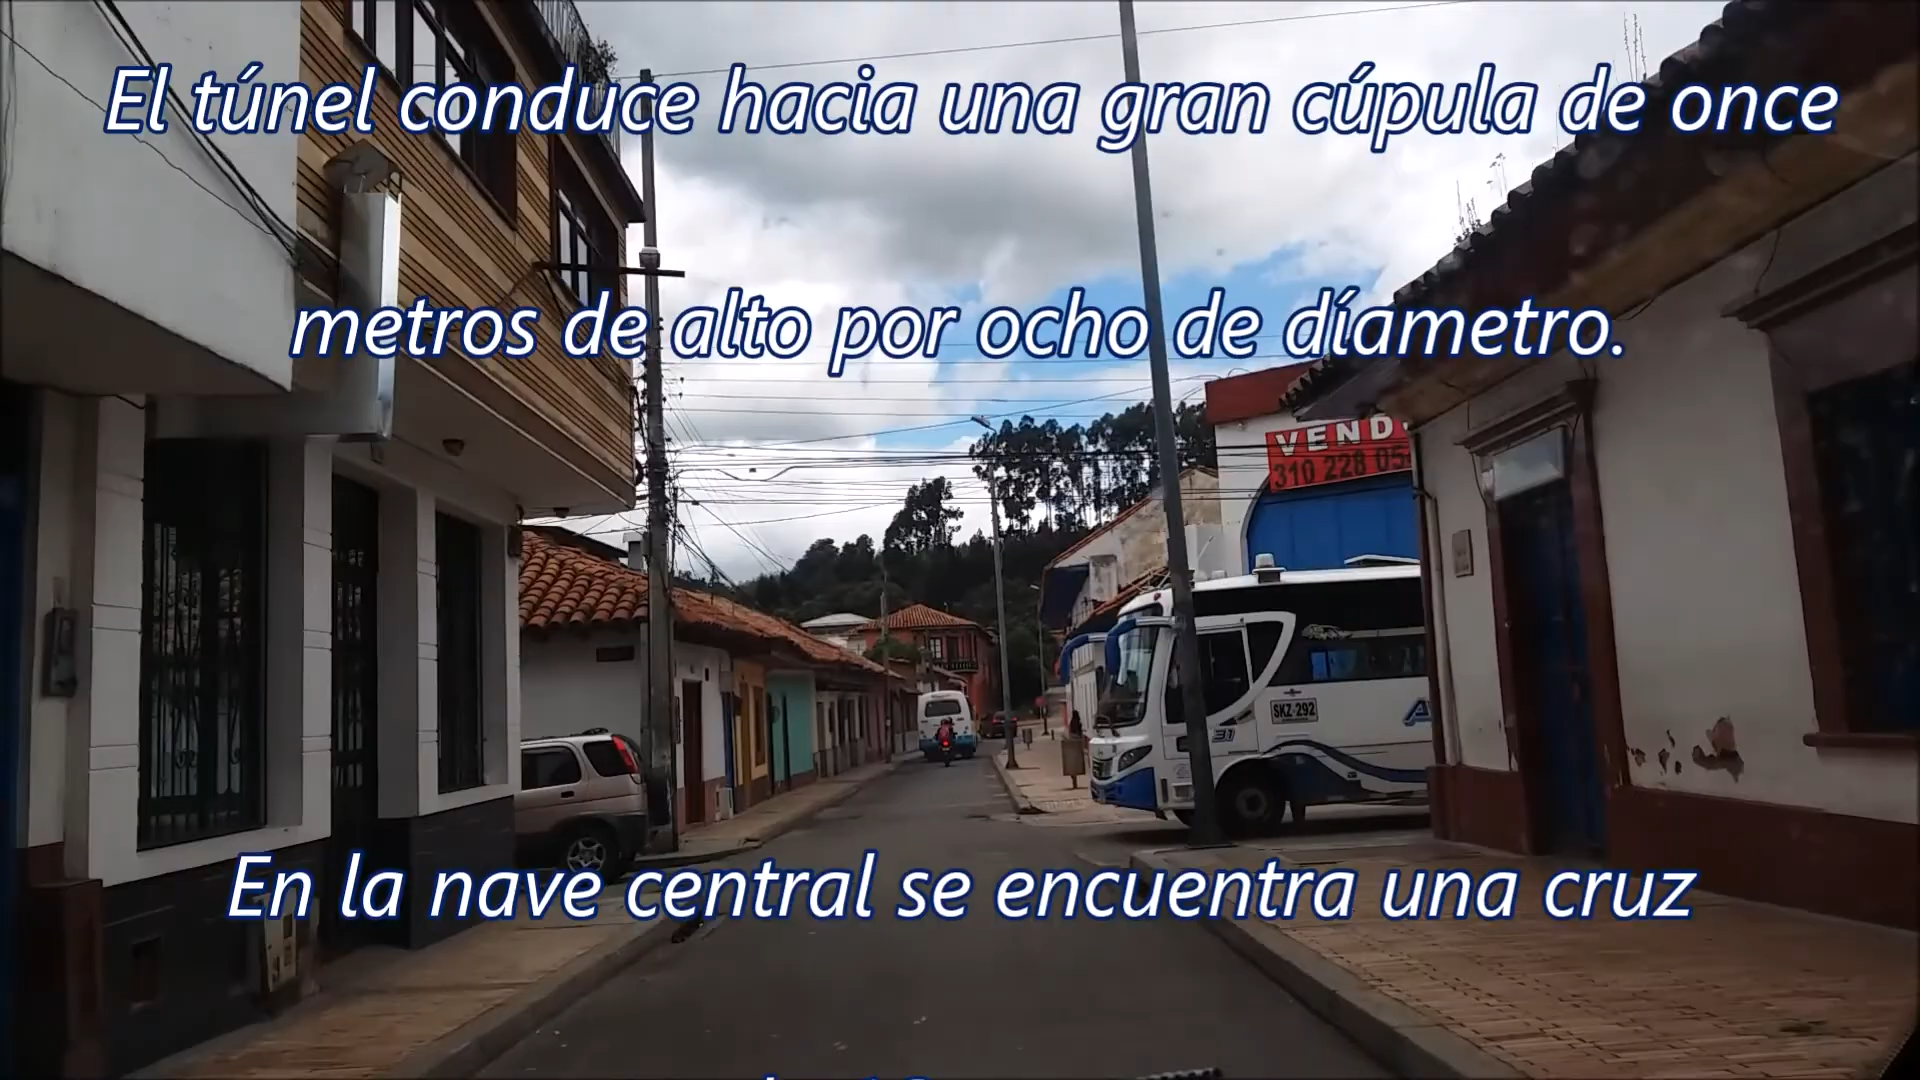 El túnel conduce hacia una gran cúpula de once
metros de alto por ocho de díametro.
VEND
310 228 05
SKZ-292
31
En la nave central se encuentra una cruz